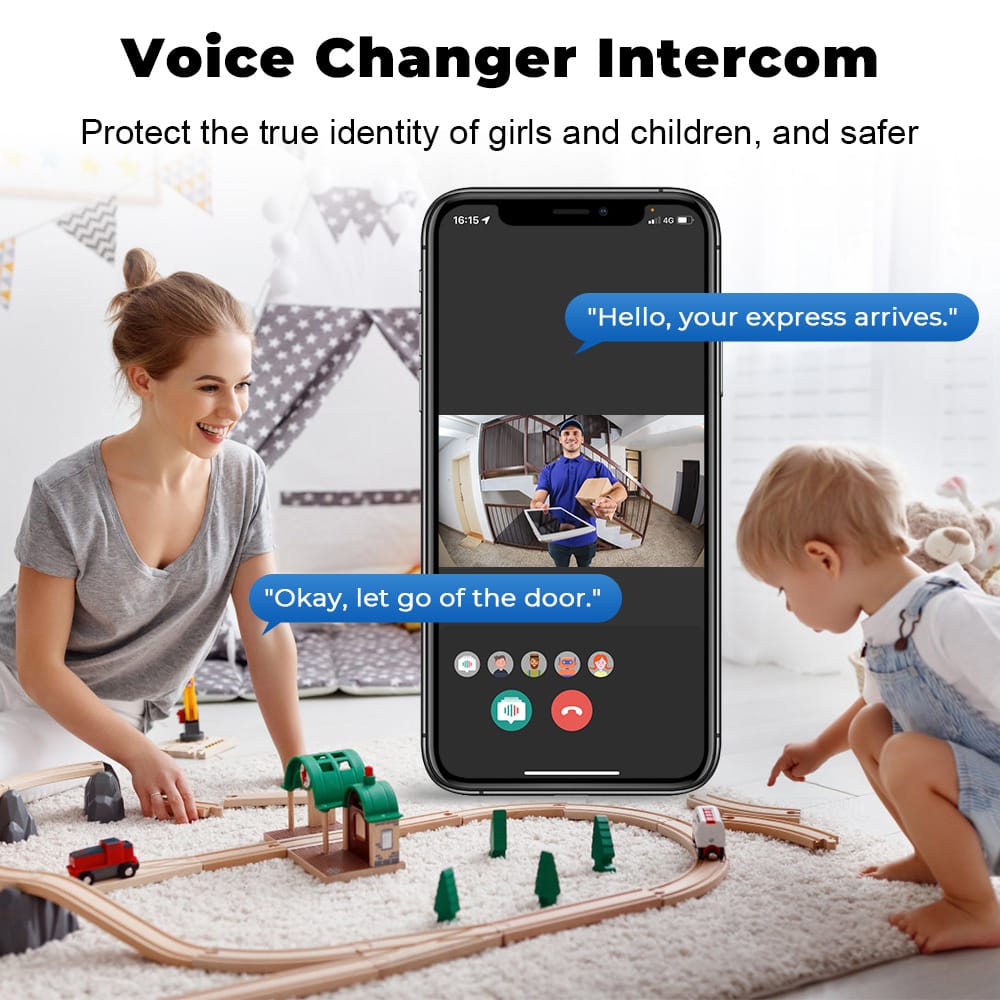 Voice Changer Intercom
Protect the true identity of girls and children, and safer
16:15
4G
"Hello, your express arrives."
"Okay, let go of the door."